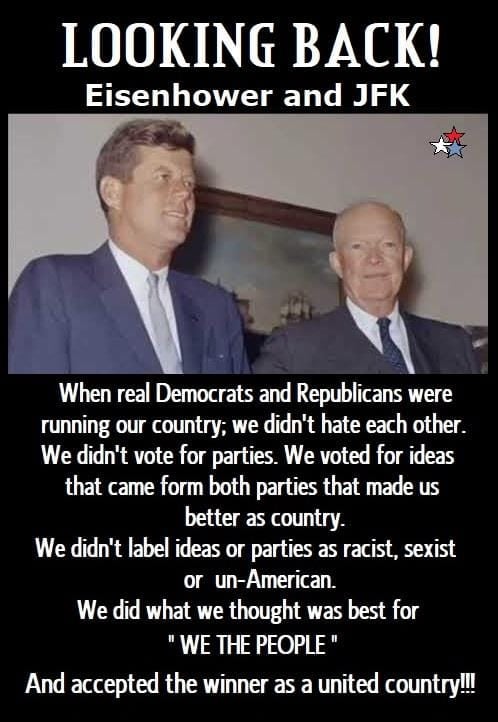 LOOKING BACK!
Eisenhower and JFK
When real Democrats and Republicans were
running our country; we didn't hate each other.
We didn't vote for parties. We voted for ideas
that came form both parties that made us
better as country.
We didn't label ideas or parties as racist, sexist
or un-American.
We did what we thought was best for
" WE THE PEOPLE "
And accepted the winner as a united country!!!